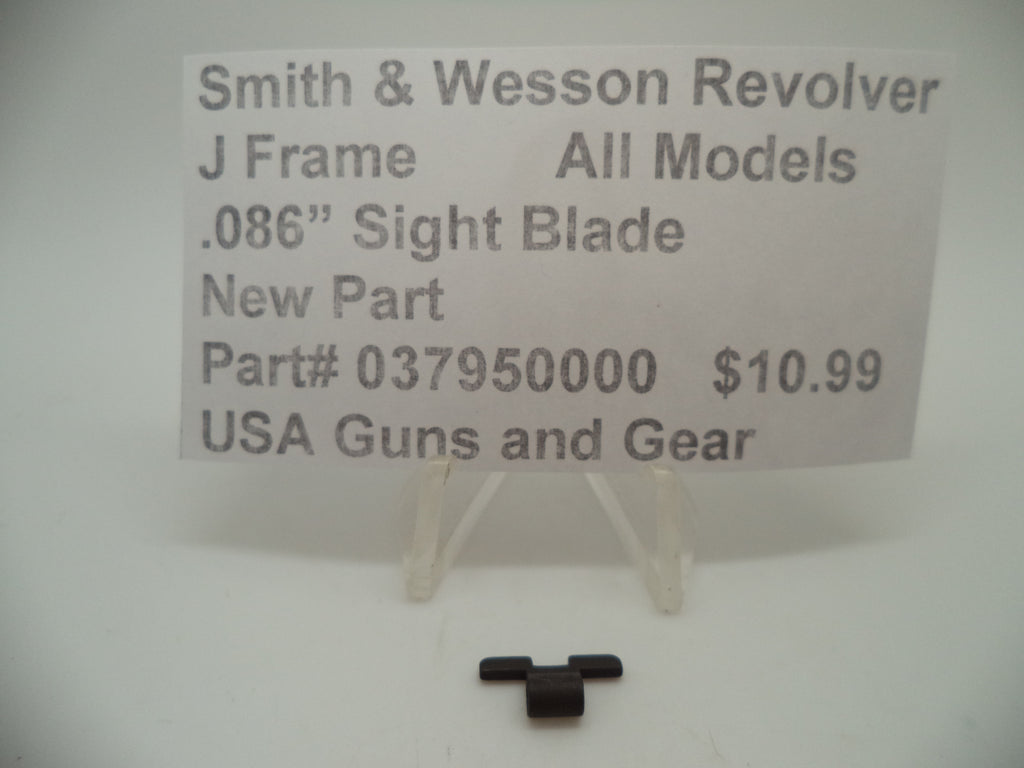 Smith & Wesson Revolver
J Frame All Models
.086” Sight Blade
New Part
Part# 037950000 $10.99
USA Guns and Gear